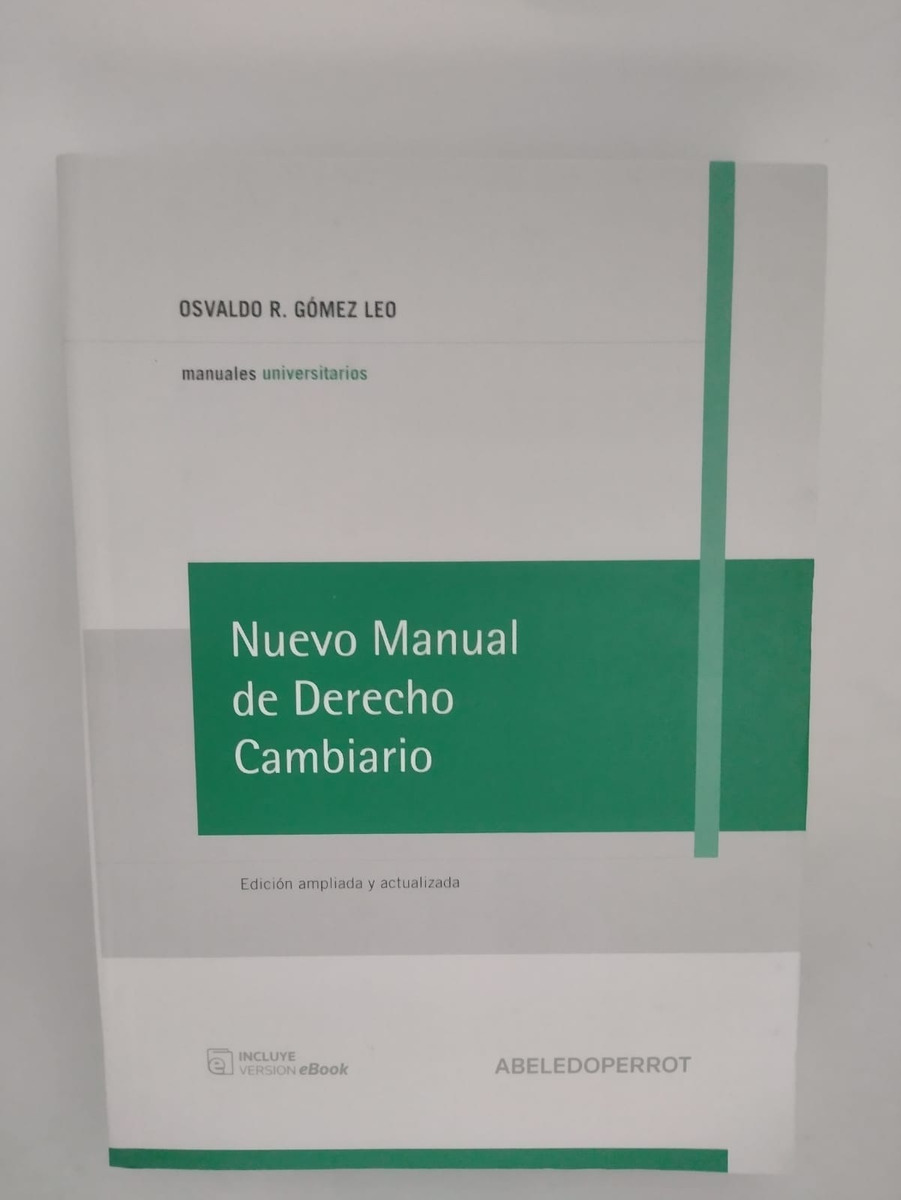 OSVALDO R. GÓMEZ LEO
manuales universitarios
Nuevo Manual
de Derecho
Cambiario
Edición ampliada y actualizada
e
INCLUYE
VERSION eBook
ABELEDOPERROT